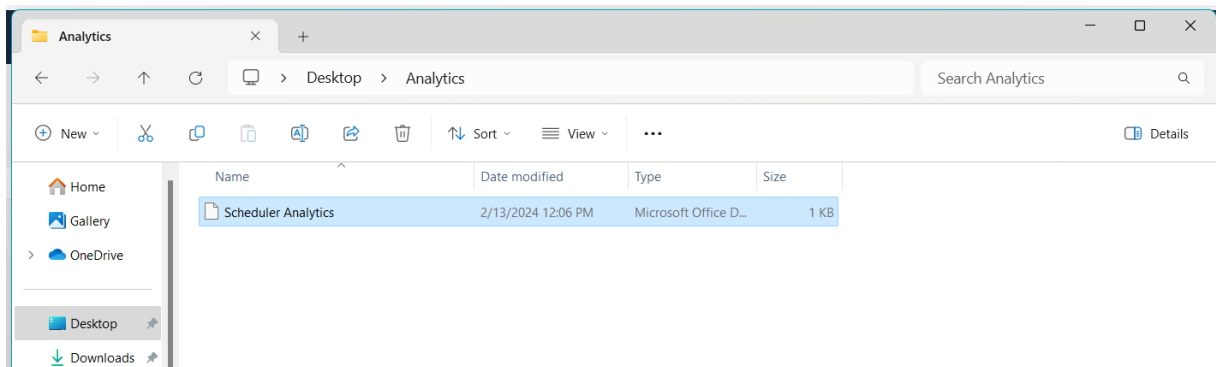 Analytics
Desktop > Analytics
Search Analytics
New
Sort
View
Details
Name Date modified Type Size
Home
Scheduler Analytics 2/13/2024 12:06 PM Microsoft Office D... 1 KB
Gallery
OneDrive
Desktop
Downloads